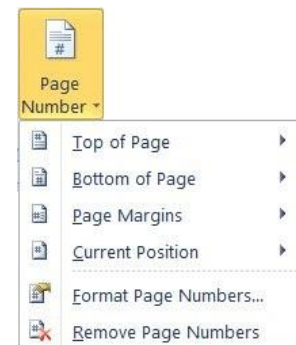 Page
Number
Top of Page
Bottom of Page
Page Margins
Current Position
Format Page Numbers...
Remove Page Numbers